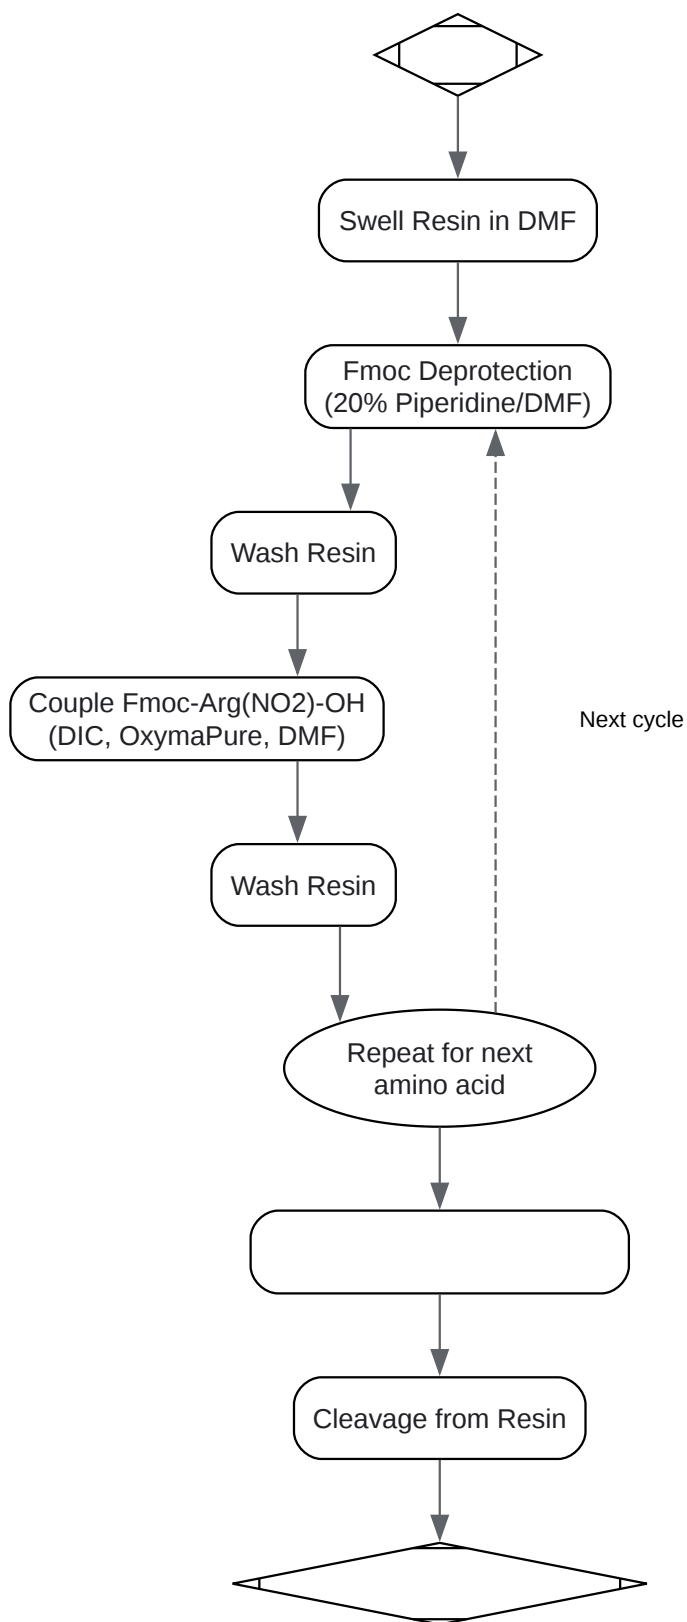 Swell Resin in DMF
Fmoc Deprotection
(20% Piperidine/DMF)
Wash Resin
Couple Fmoc-Arg(NO2)-OH
(DIC, OxymaPure, DMF)
Next cycle
Wash Resin
Repeat for next
amino acid
Cleavage from Resin